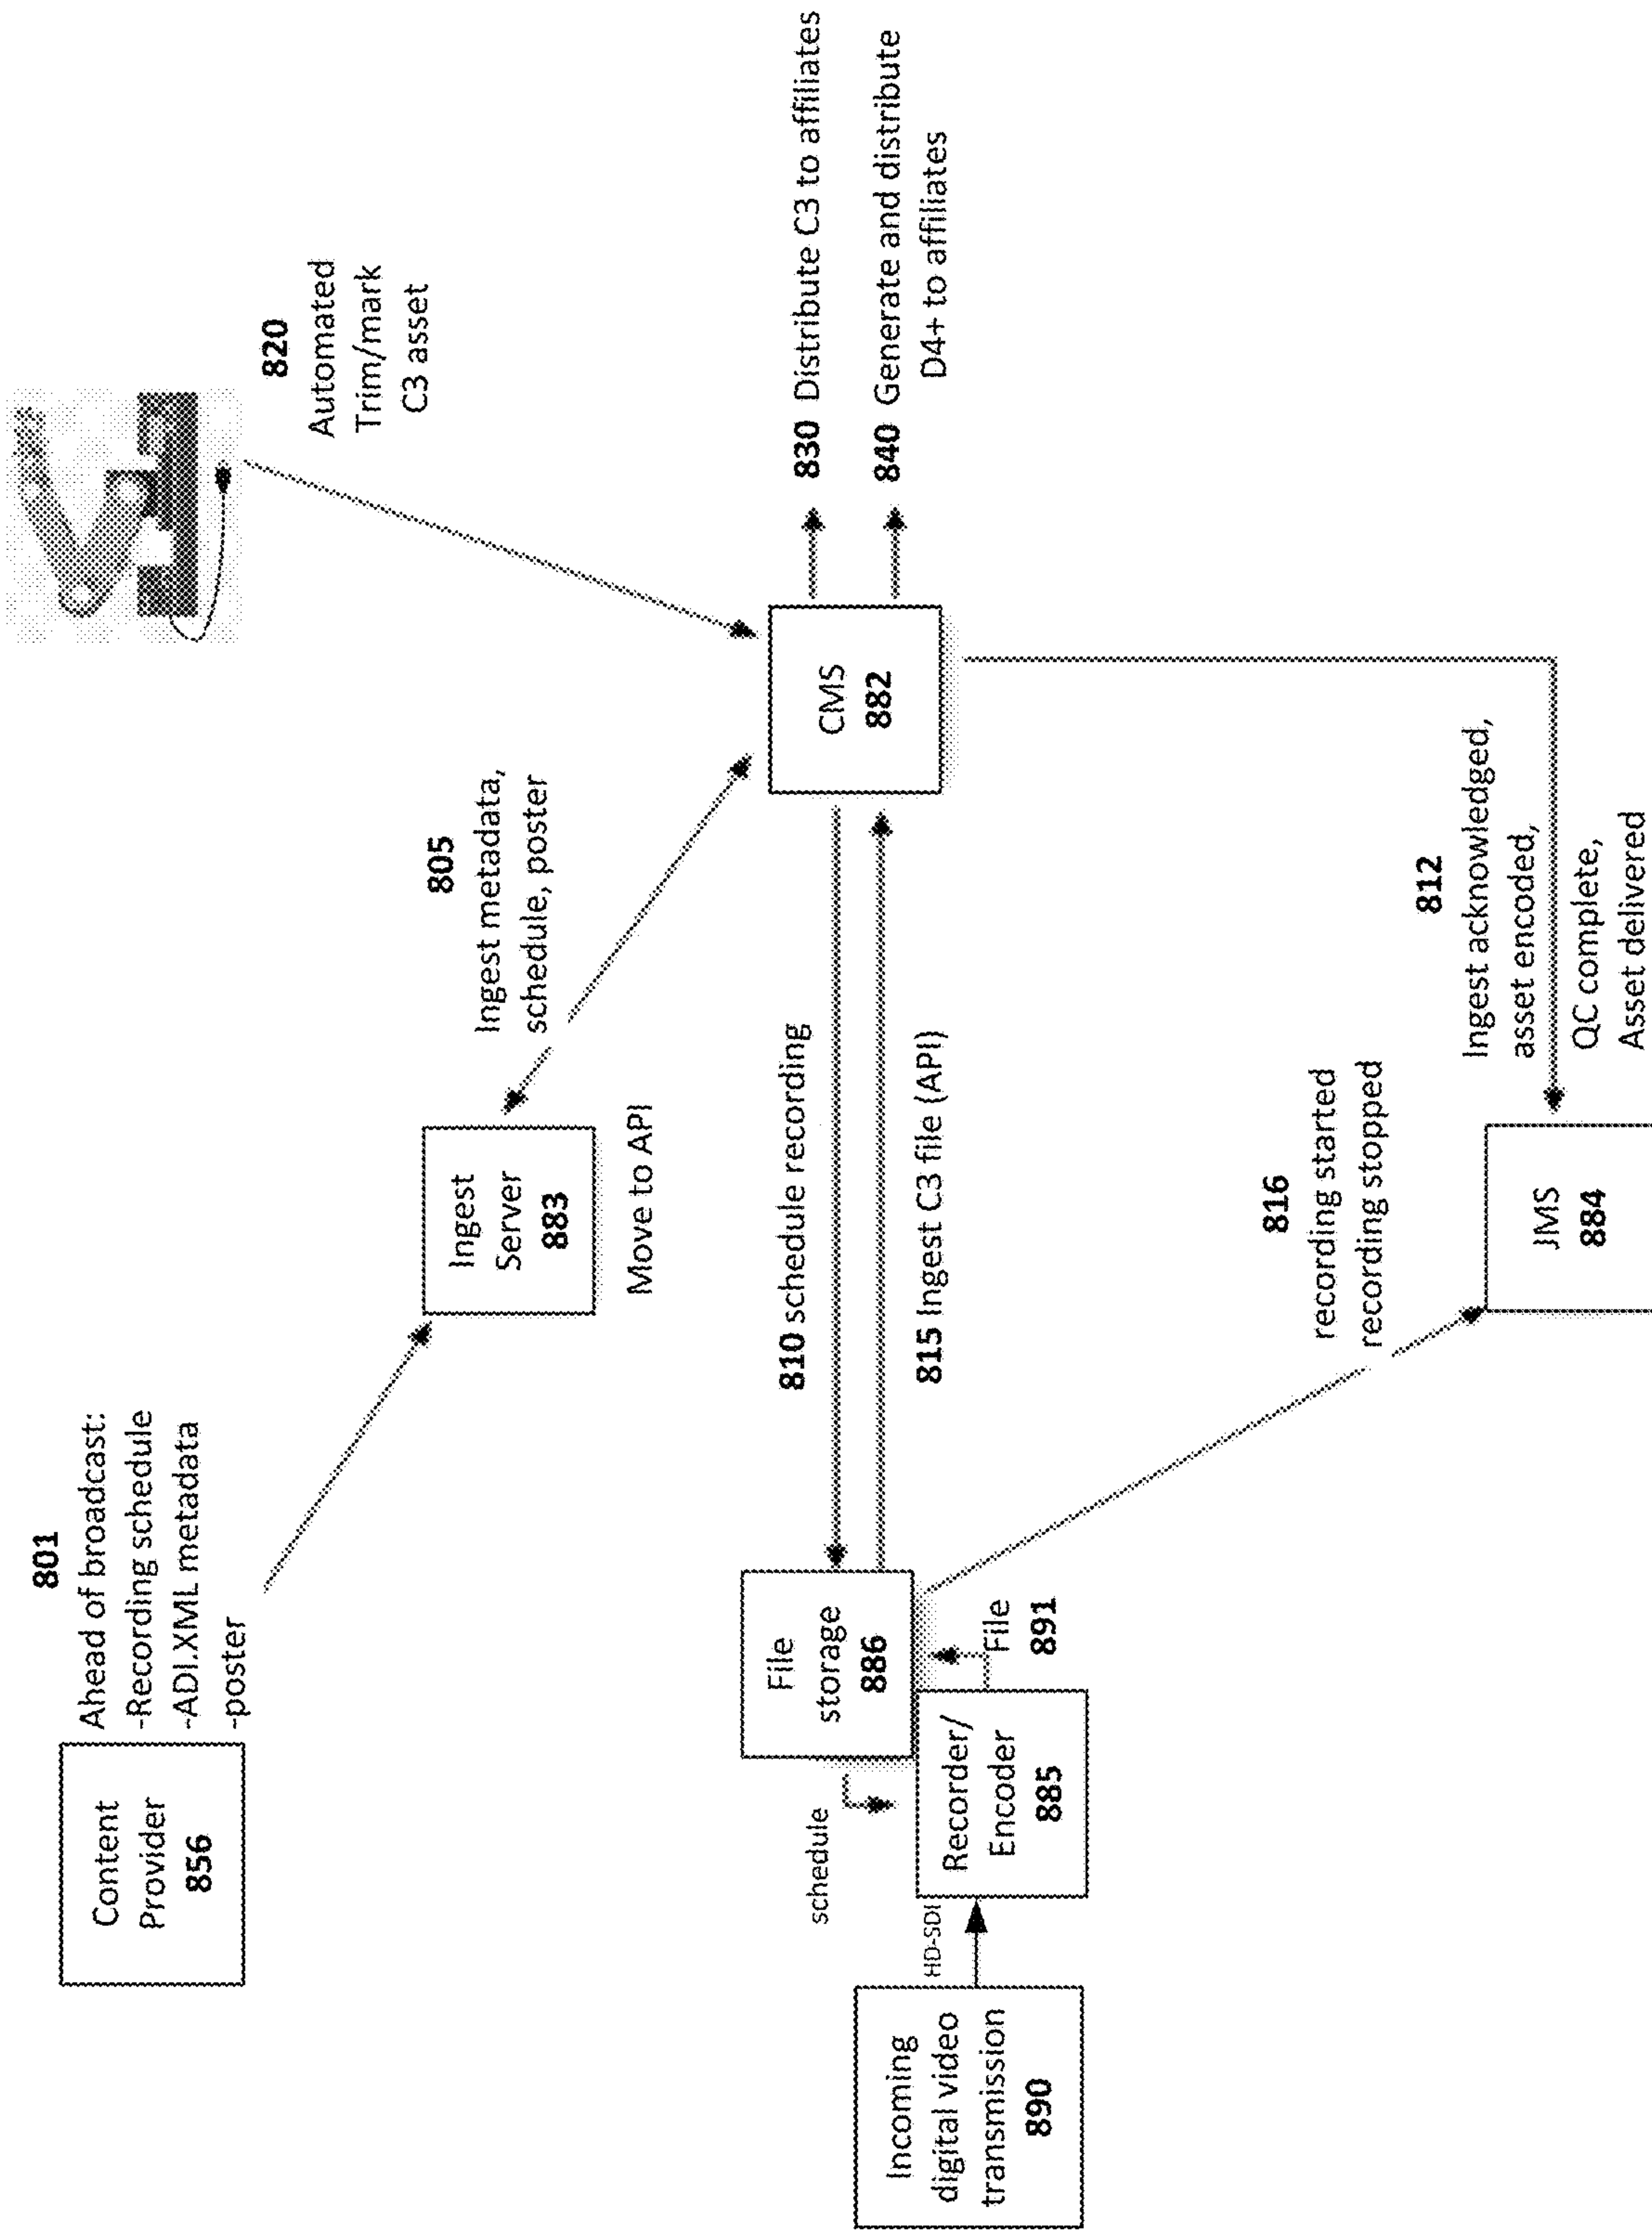 801
Ahead of broadcast:
-Recording schedule
-ADI.XML metadata
-poster
Content
Provider
856
820
Automated
Trim/mark
C3 asset
805
Ingest metadata,
schedule, poster
Ingest
Server
883
Move to API
810 schedule recording
815 Ingest C3 file (API)
CMS
882
830 Distribute C3 to affiliates
840 Generate and distribute
D4+ to affiliates
File
storage
886
schedule
File
891
Recorder/
Encoder
885
HD-SDI
Incoming
digital video
transmission
890
816
recording started
recording stopped
812
Ingest acknowledged,
asset encoded,
QC complete,
Asset delivered
JMS
884